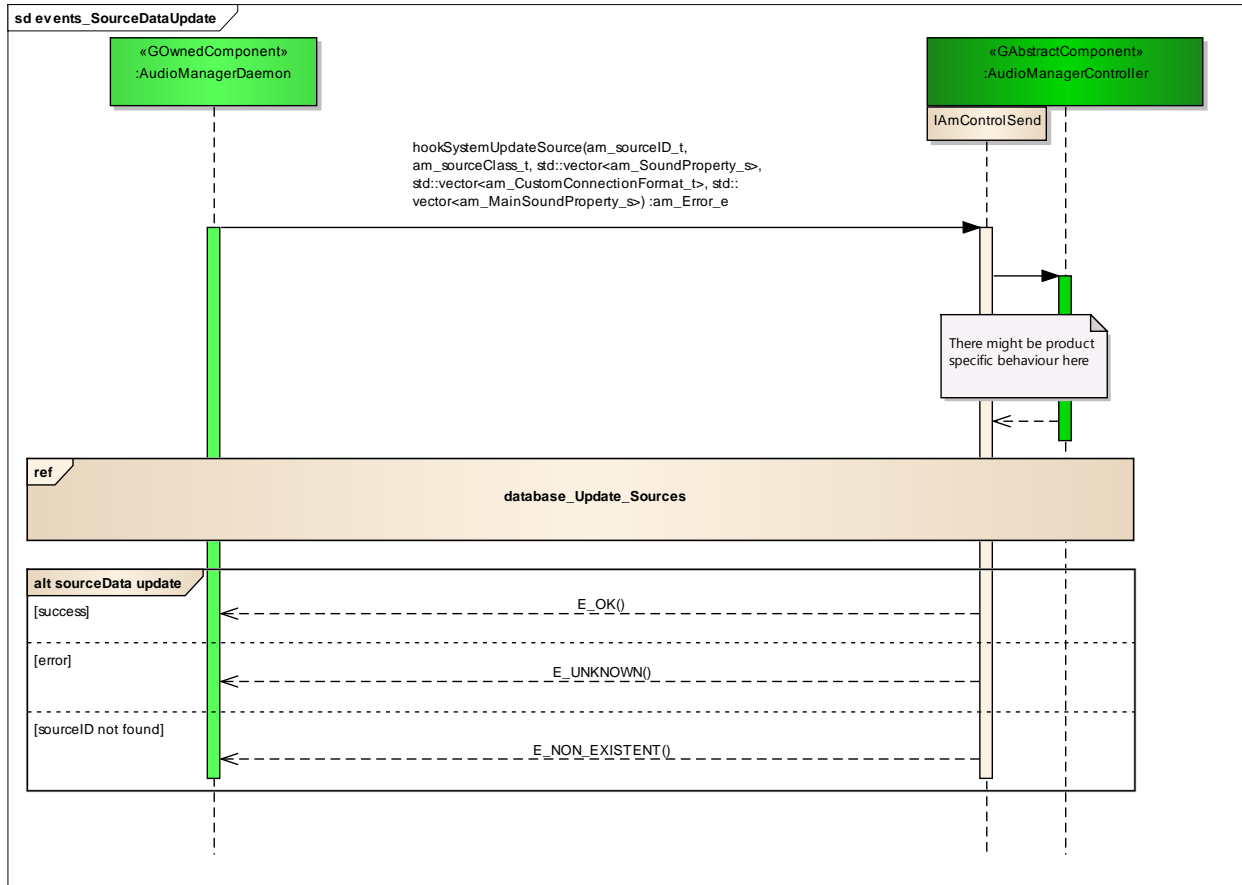 sd events_SourceDataUpdate
«GOwnedComponent»
:AudioManagerDaemon
«GAbstractComponent»
:AudioManagerController
IAmControlSend
hookSystemUpdateSource(am_sourceID_t,
am_sourceClass_t, std::vector<am_SoundProperty_s>,
std::vector<am_CustomConnectionFormat_t>, std::
vector<am_MainSoundProperty_s>) :am_Error_e
There might be product
specific behaviour here
ref
database_Update_Sources
alt sourceData update
[success]
E_OK()
[error]
E_UNKNOWN()
[sourceID not found]
E_NON_EXISTENT()